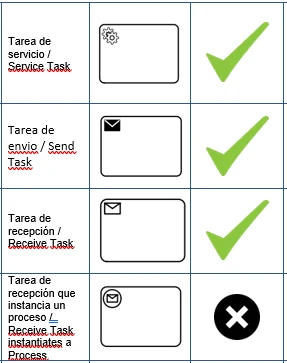 Tarea de
servicio /
Service Task
Tarea de
envio / Send
Task
Tarea de
recepción /
Receive Task
Tarea de
recepción que
instancia un
proceso /
Receive Task
instantiates a
Process